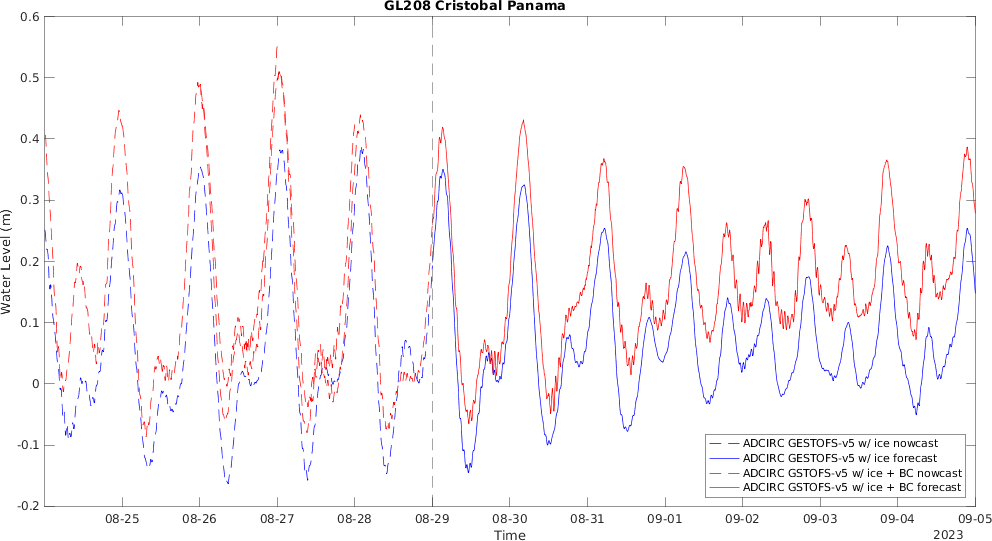 GL208 Cristobal Panama
0.6
0.5
0.4
0.3
0.2
0.1
0
-0.1
-0.2
Water Level (m)
ADCIRC GESTOFS-v5 w/ ice nowcast
ADCIRC GESTOFS-v5 w/ ice forecast
ADCIRC GSTOFS-v5 w/ ice + BC nowcast
ADCIRC GSTOFS-v5 w/ ice + BC forecast
08-25 08-26 08-27 08-28 08-29 08-30 08-31 09-01 09-02 09-03 09-04 09-05
Time
2023